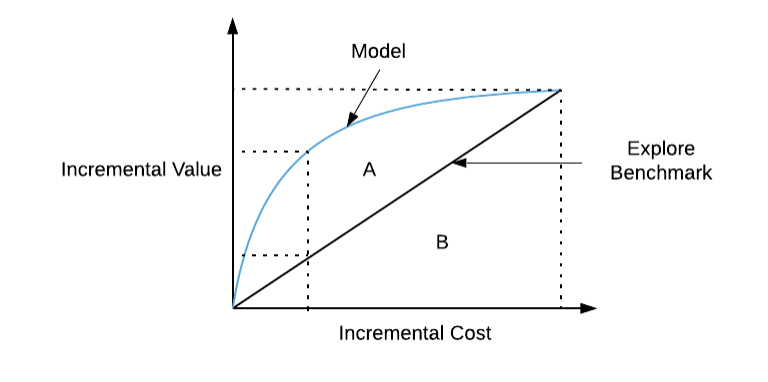 Model
Incremental Value
A
Explore
Benchmark
B
Incremental Cost